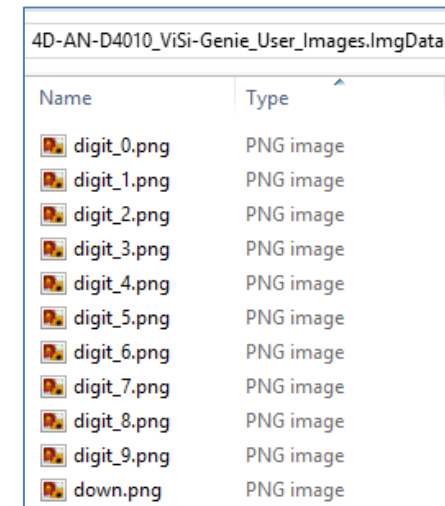 4D-AN-D4010_ViSi-Genie_User_Images.ImgData
Name Type
digit_0.png PNG image
digit_1.png PNG image
digit_2.png PNG image
digit_3.png PNG image
digit_4.png PNG image
digit_5.png PNG image
digit_6.png PNG image
digit_7.png PNG image
digit_8.png PNG image
digit_9.png PNG image
down.png PNG image